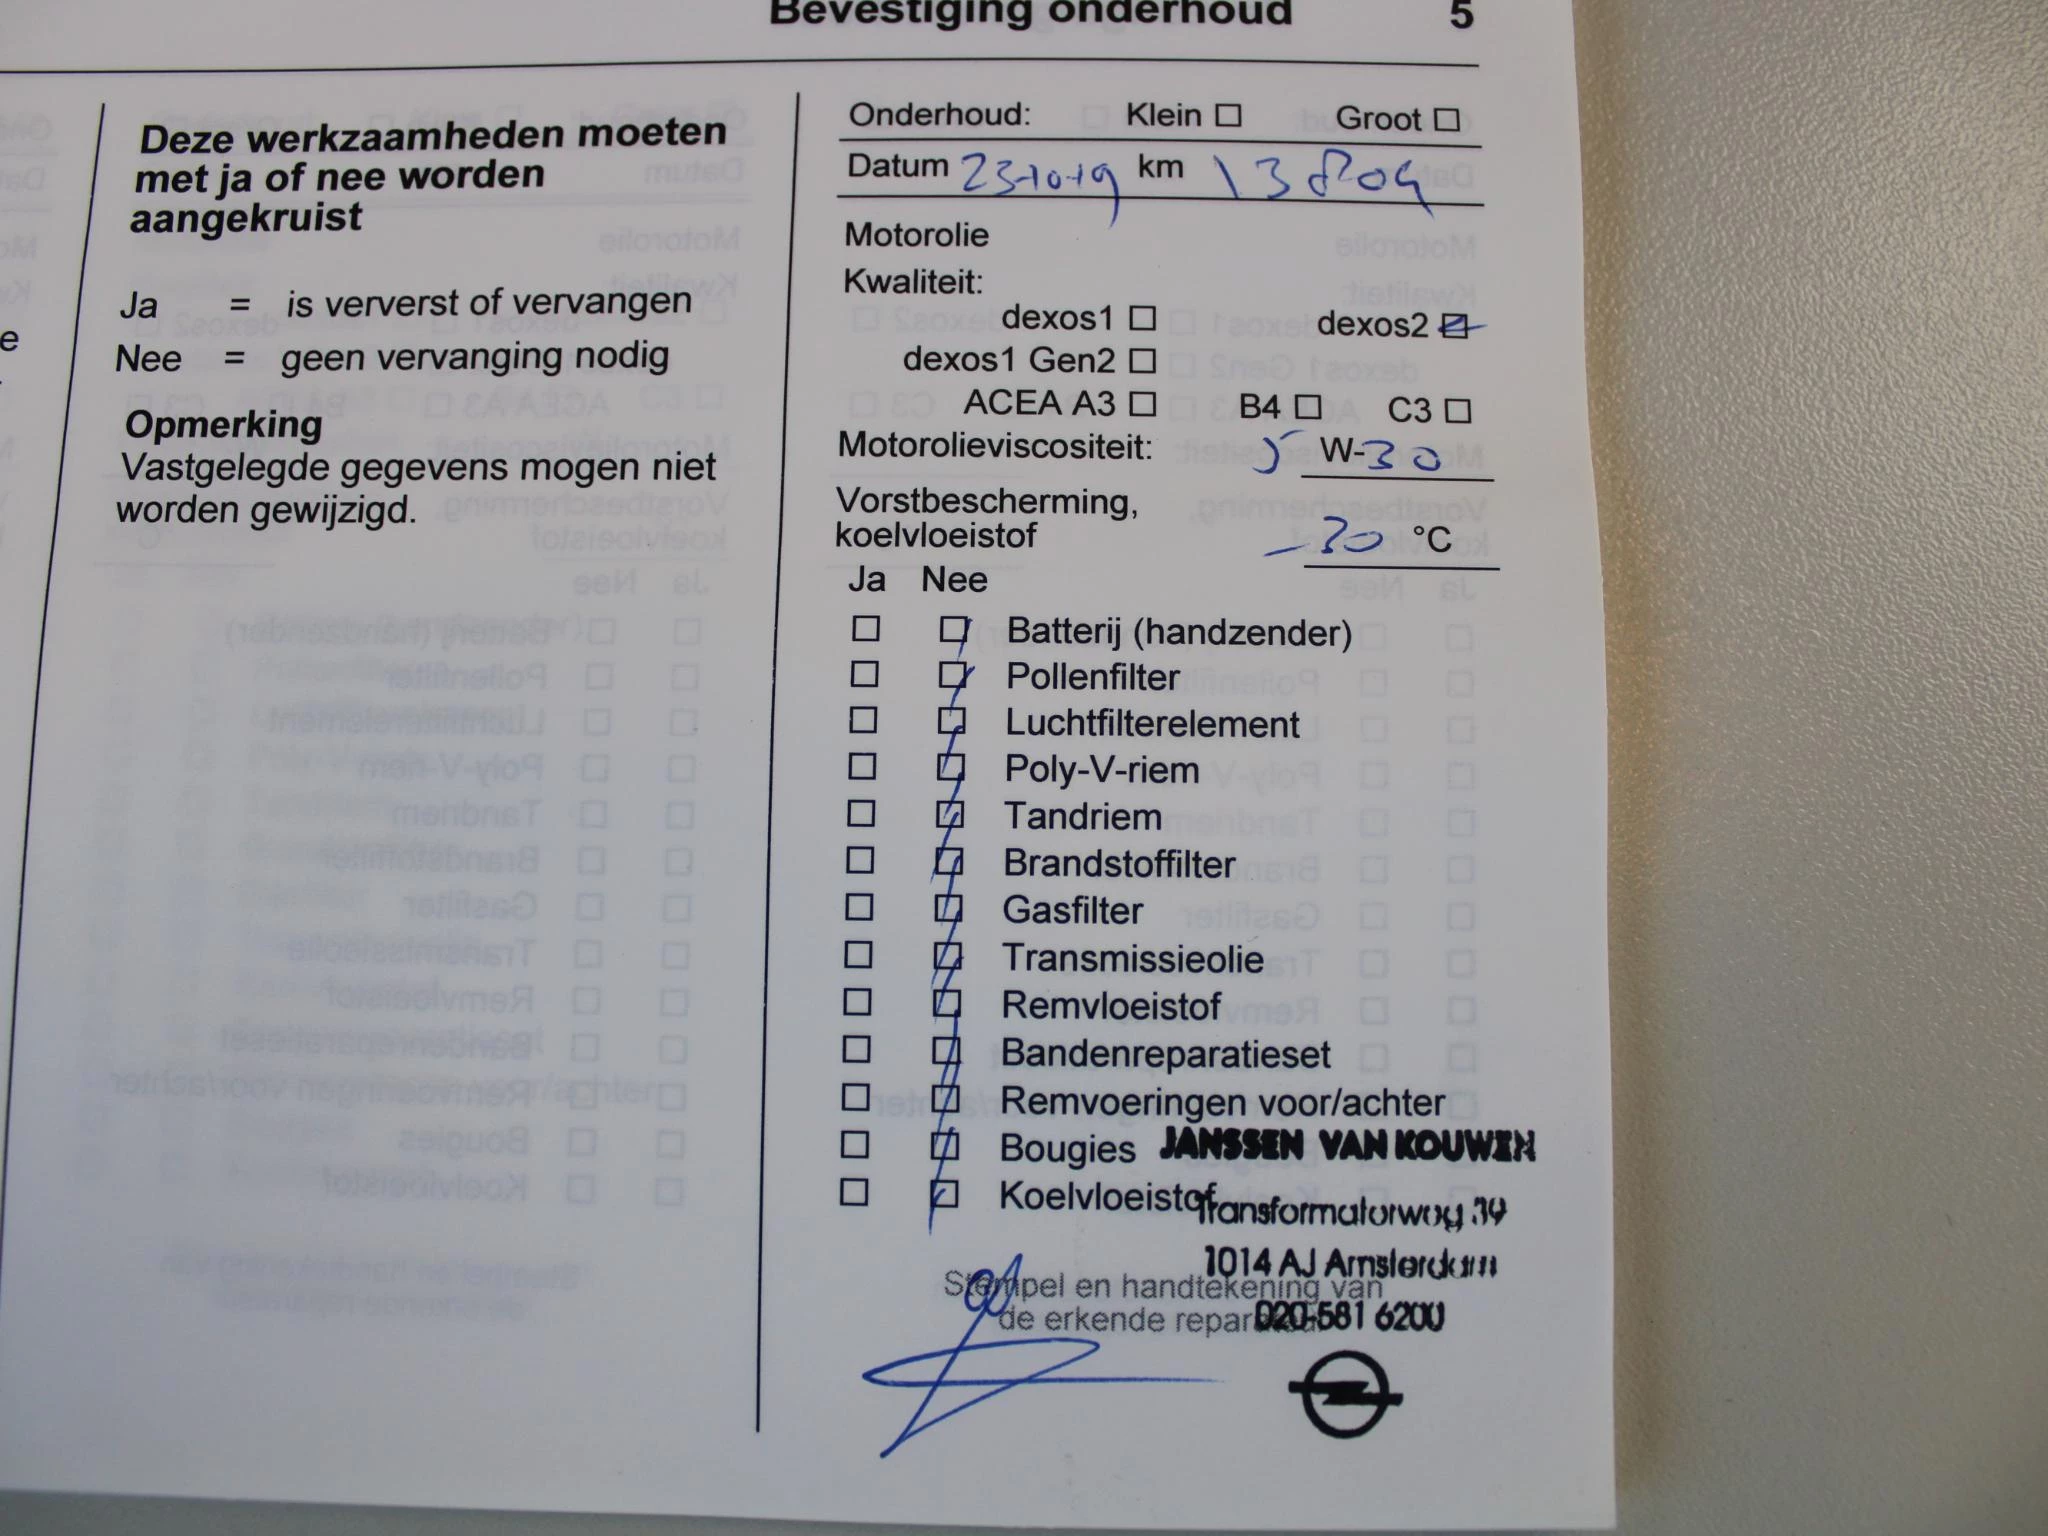 Bevestiging onderhoud 5
Deze werkzaamheden moeten
met ja of nee worden
aangekruist
Ja = is ververst of vervangen
Nee = geen vervanging nodig
Opmerking
Vastgelegde gegevens mogen niet
worden gewijzigd.
Onderhoud: Klein Groot
Datum 23-10-19 km 13809
Motorolie
Kwaliteit:
dexos1 dexos2
dexos1 Gen2
ACEA A3 B4 C3
Motorolieviscositeit: 5 W-30
Vorstbescherming,
koelvloeistof -30 °C
Ja Nee
Batterij (handzender)
Pollenfilter
Luchtfilterelement
Poly-V-riem
Tandriem
Brandstoffilter
Gasfilter
Transmissieolie
Remvloeistof
Bandenreparatieset
Remvoeringen voor/achter
Bougies
JANSSEN VAN KOUWEN
Koelvloeistof
Transformatorweg 39
1014 AJ Amsterdam
Stempel en handtekening van
de erkende reparateur
020-581 6200